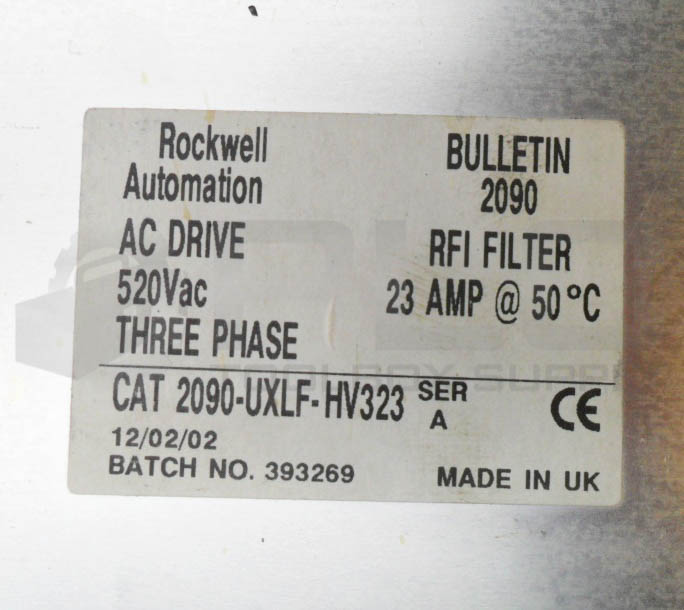 Rockwell
Automation
BULLETIN
2090
AC DRIVE
RFI FILTER
520Vac
23 AMP @ 50°C
THREE PHASE
CAT 2090-UXLF-HV323 SER
A
CE
12/02/02
BATCH NO. 393269
MADE IN UK